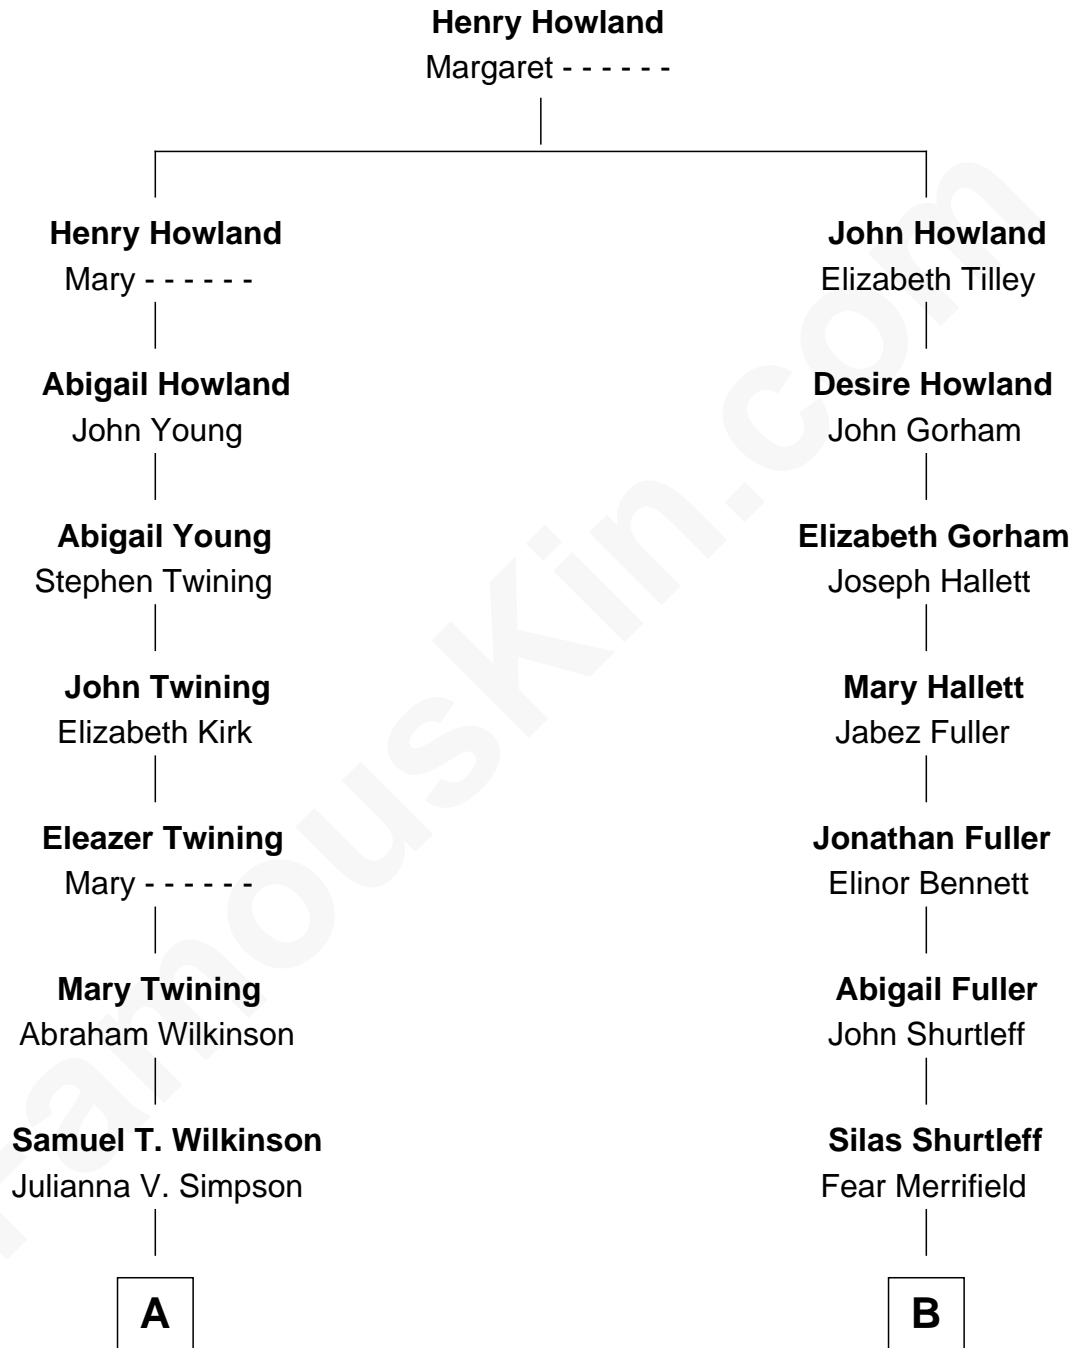 Henry Howland
Margaret - - - - - -
Henry Howland
Mary - - - - - -
John Howland
Elizabeth Tilley
Abigail Howland
John Young
Desire Howland
John Gorham
Abigail Young
Stephen Twining
Elizabeth Gorham
Joseph Hallett
John Twining
Elizabeth Kirk
Mary Hallett
Jabez Fuller
Eleazer Twining
Mary - - - - - -
Jonathan Fuller
Elinor Bennett
Mary Twining
Abraham Wilkinson
Abigail Fuller
John Shurtleff
Samuel T. Wilkinson
Julianna V. Simpson
Silas Shurtleff
Fear Merrifield
A
B
FamousKin.com